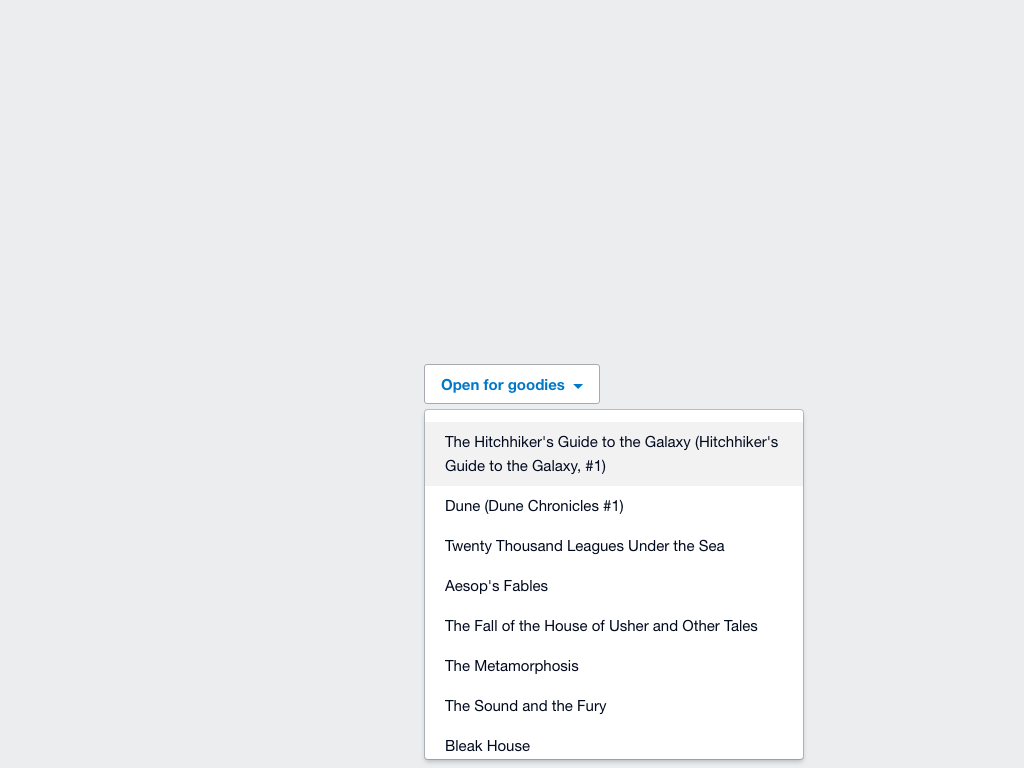 Open for goodies
The Hitchhiker's Guide to the Galaxy (Hitchhiker's
Guide to the Galaxy, #1)
Dune (Dune Chronicles #1)
Twenty Thousand Leagues Under the Sea
Aesop's Fables
The Fall of the House of Usher and Other Tales
The Metamorphosis
The Sound and the Fury
Bleak House